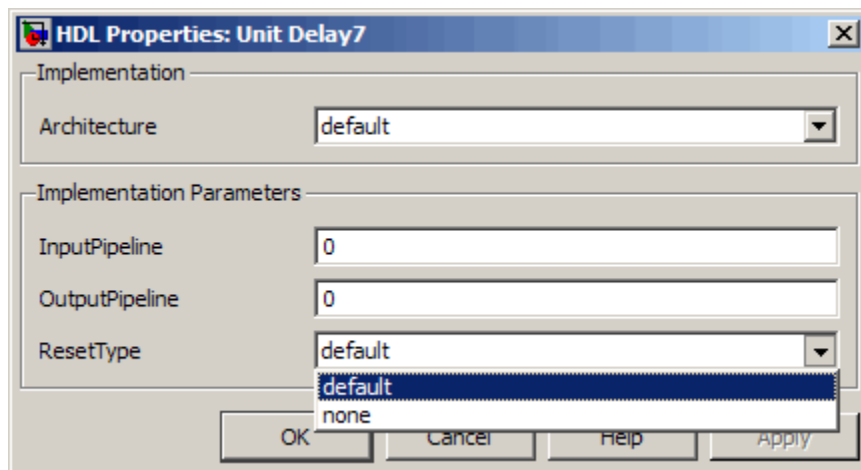 HDL Properties: Unit Delay7
Implementation
Architecture default
Implementation Parameters
InputPipeline 0
OutputPipeline 0
ResetType default
default
none
OK Cancel Help Apply